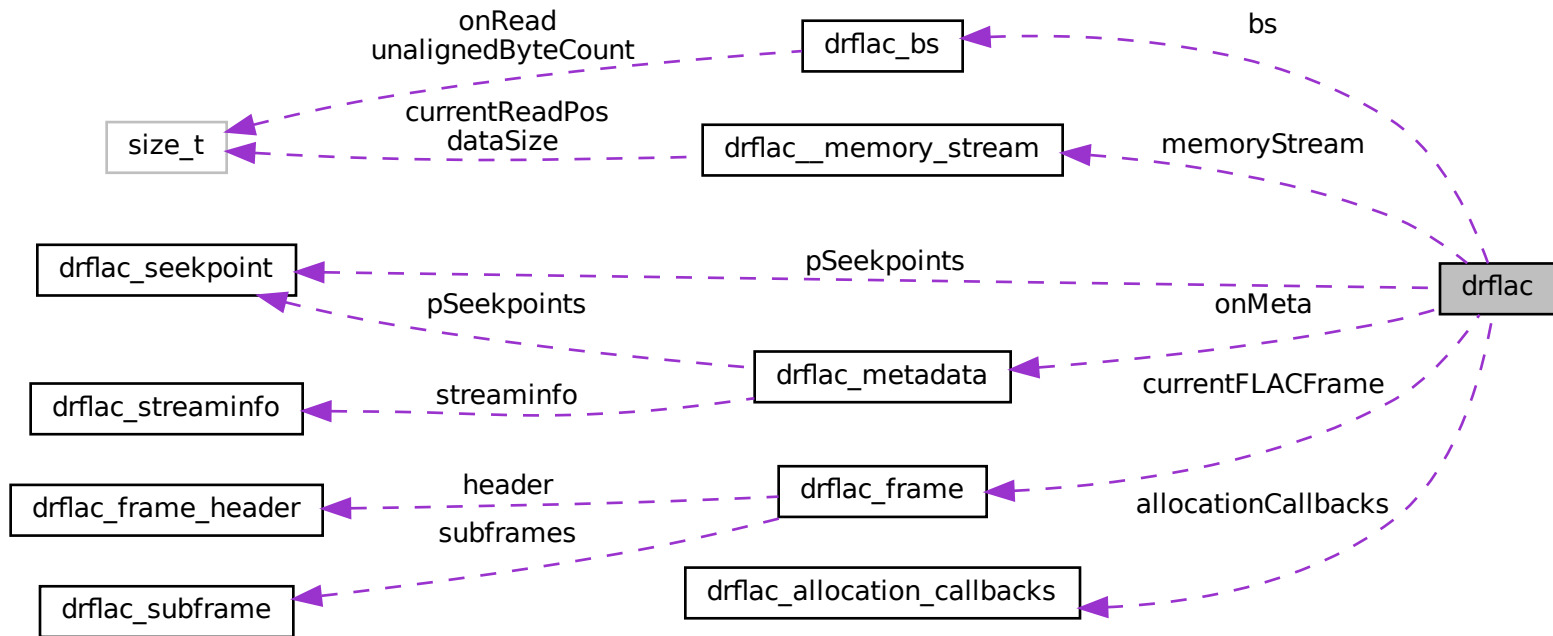 onRead
unalignedByteCount
drflac_bs
bs
size_t
currentReadPos
dataSize
drflac__memory_stream
memoryStream
drflac_seekpoint
pSeekpoints
drflac
pSeekpoints
onMeta
drflac_metadata
drflac_streaminfo
streaminfo
currentFLACFrame
drflac_frame_header
header
drflac_frame
subframes
allocationCallbacks
drflac_subframe
drflac_allocation_callbacks